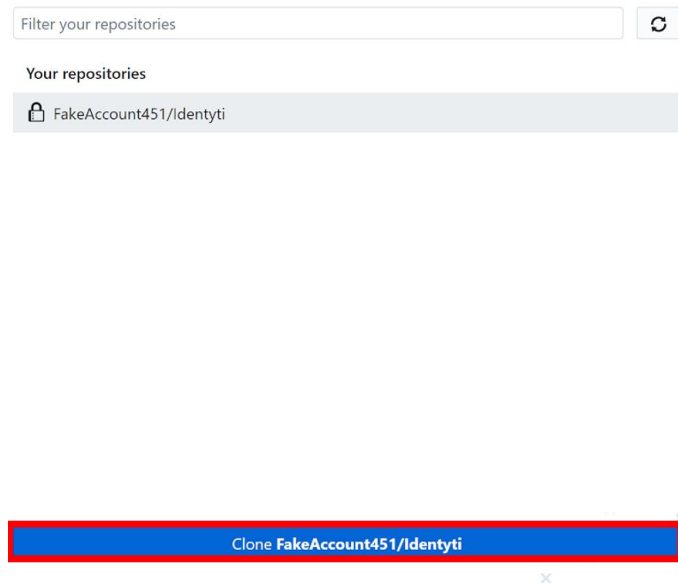 Filter your repositories
Your repositories
FakeAccount451/Identyti
Clone FakeAccount451/Identyti